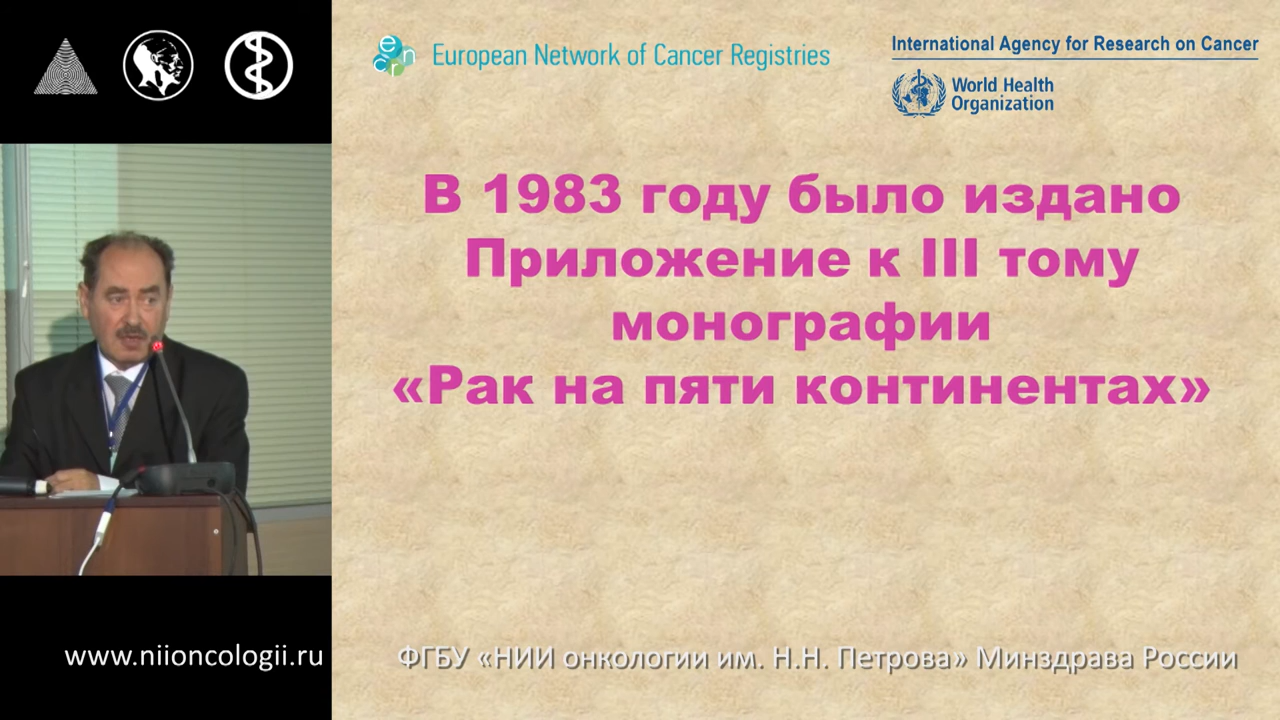 European Network of Cancer Registries
International Agency for Research on Cancer
World Health
Organization
В 1983 году было издано
Приложение к III тому
монографии
«Рак на пяти континентах»
www.niioncologii.ru
ФГБУ «НИИ онкологии им. Н.Н. Петрова» Минздрава России